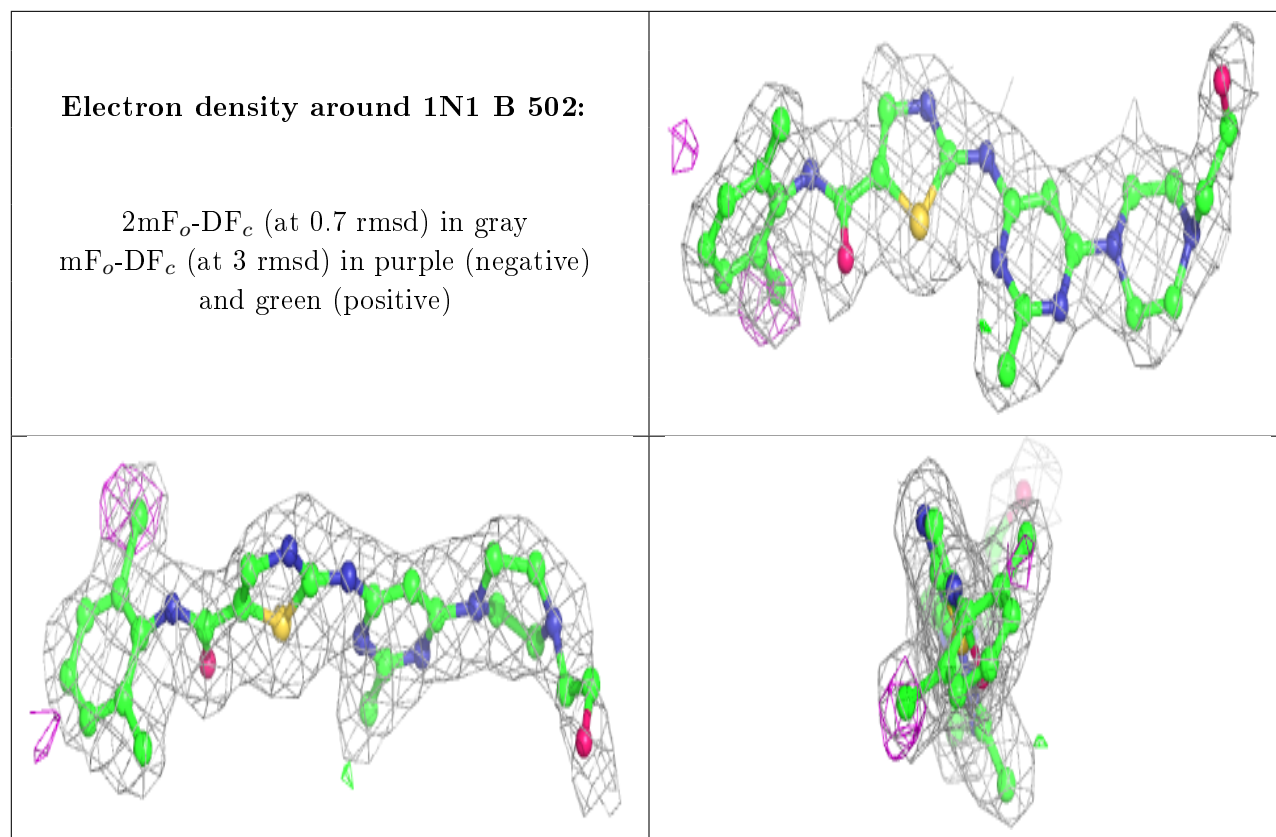 Electron density around 1N1 B 502:
2mFo-DFc (at 0.7 rmsd) in gray
mFo-DFc (at 3 rmsd) in purple (negative)
and green (positive)